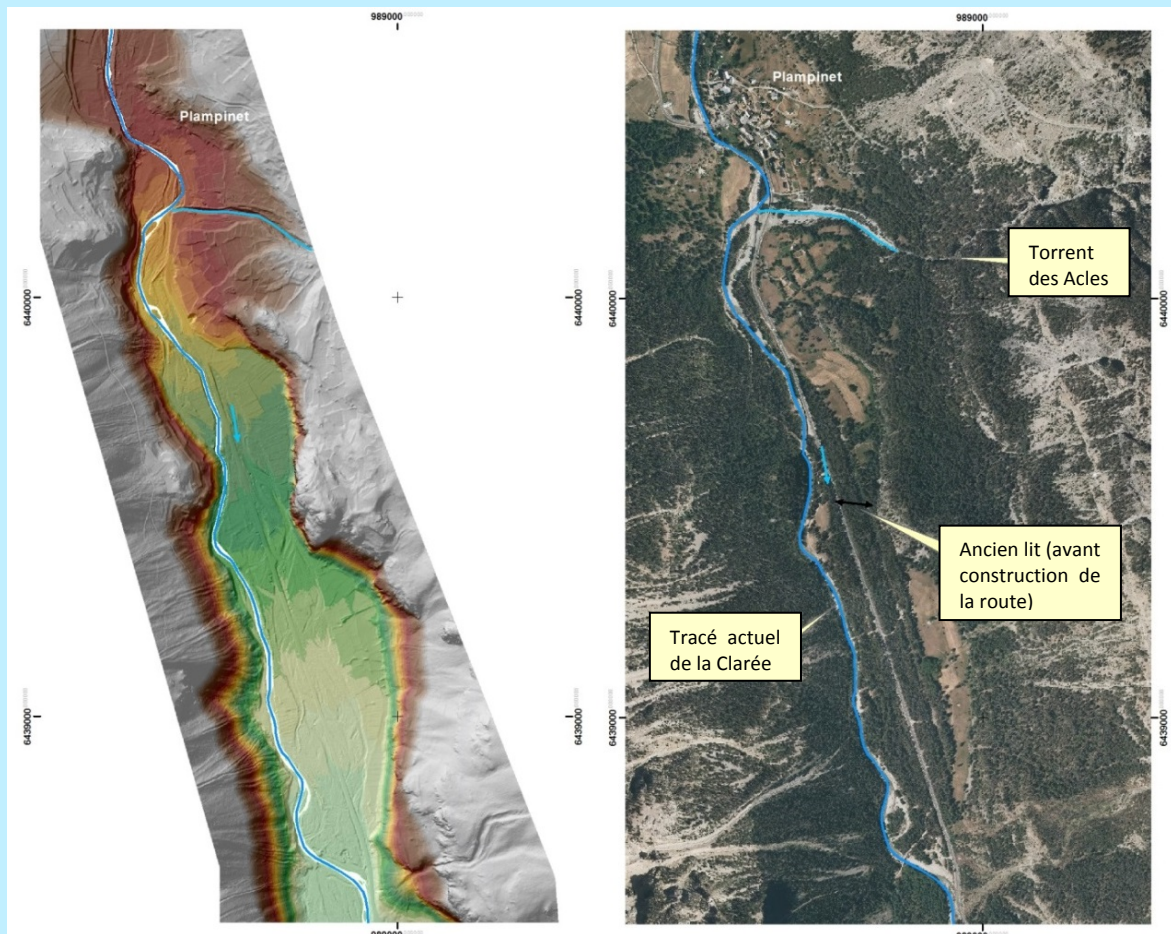 989000
989000
Plampinet
Plampinet
Torrent
des Acles
6440000
6440000
6440000
Ancien lit (avant
construction de
la route)
Tracé actuel
de la Clarée
6439000
6439000
6439000
989000